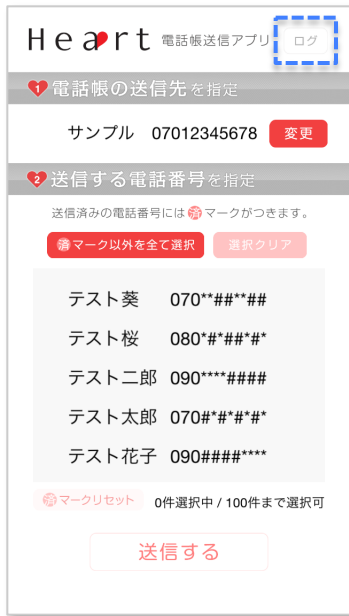 Heart 電話帳送信アプリ ログ
1 電話帳の送信先を指定
サンプル 07012345678 変更
2 送信する電話番号を指定
送信済みの電話番号には済マークがつきます。
済マーク以外を全て選択 選択クリア
テスト葵 070**##**##
テスト桜 080*#*##*#*
テスト二郎 090****####
テスト太郎 070#*#*#*#*
テスト花子 090####****
済マークリセット 0件選択中 / 100件まで選択可
送信する